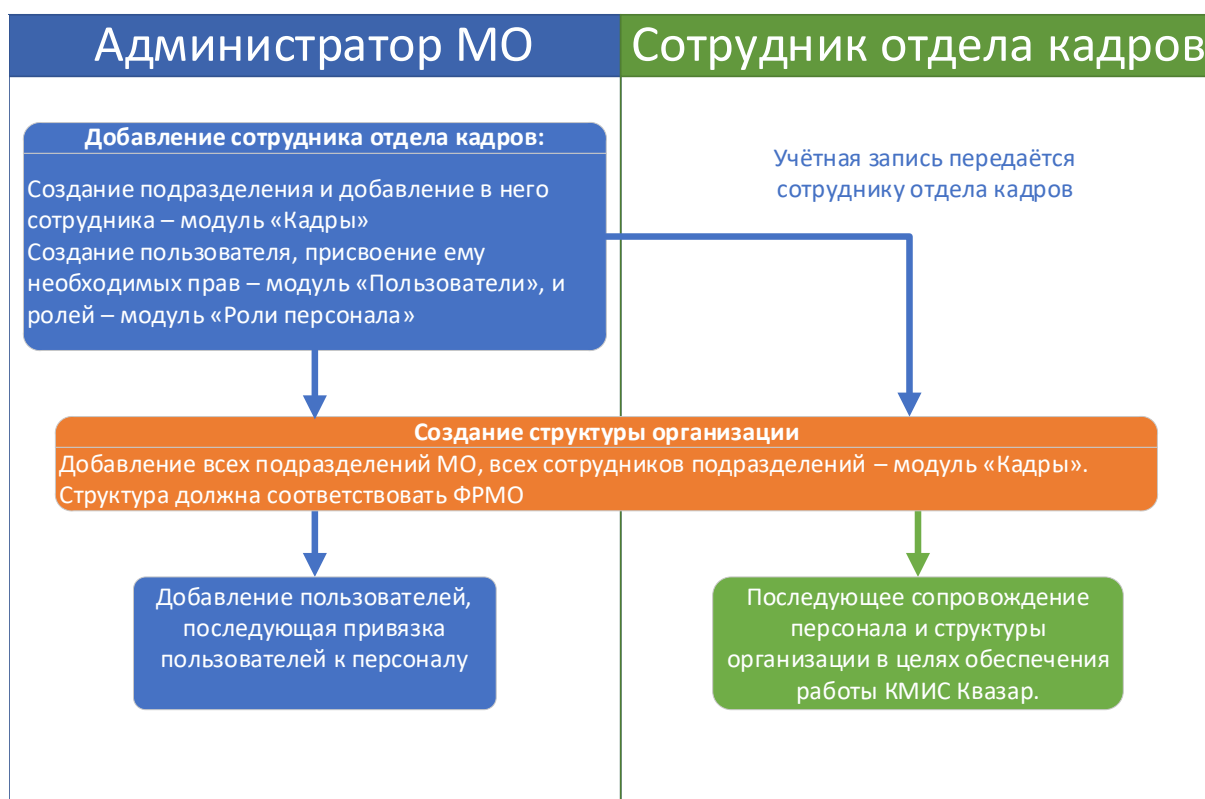 Администратор МО
Сотрудник отдела кадров
Добавление сотрудника отдела кадров:
Создание подразделения и добавление в него
сотрудника – модуль «Кадры»
Создание пользователя, присвоение ему
необходимых прав – модуль «Пользователи», и
ролей – модуль «Роли персонала»
Учётная запись передаётся
сотруднику отдела кадров
Создание структуры организации
Добавление всех подразделений МО, всех сотрудников подразделений – модуль «Кадры».
Структура должна соответствовать ФРМО
Добавление пользователей,
последующая привязка
пользователей к персоналу
Последующее сопровождение
персонала и структуры
организации в целях обеспечения
работы КМИС Квазар.